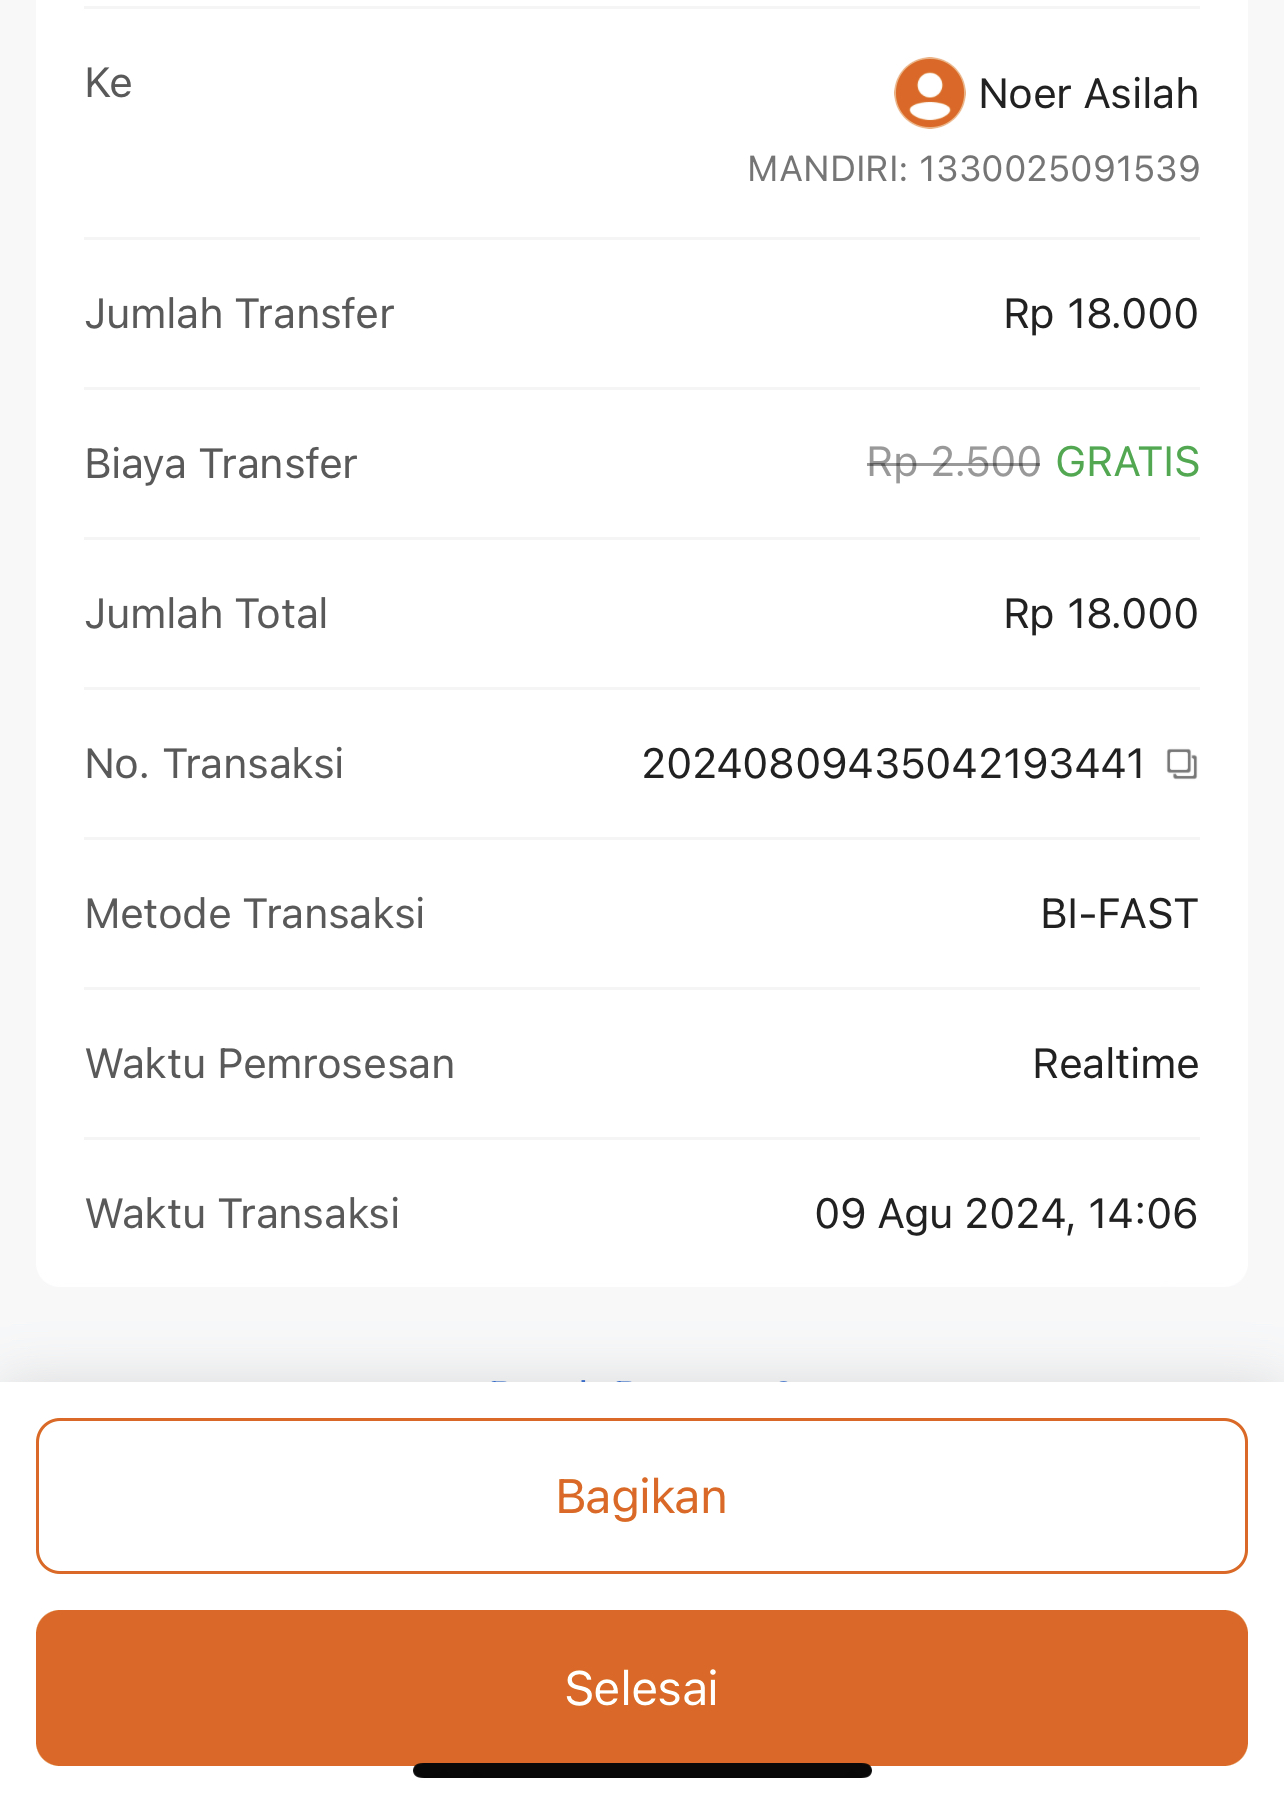 Ke
Noer Asilah
MANDIRI: 1330025091539
Jumlah Transfer Rp 18.000
Biaya Transfer Rp 2.500 GRATIS
Jumlah Total Rp 18.000
No. Transaksi 20240809435042193441
Metode Transaksi BI-FAST
Waktu Pemrosesan Realtime
Waktu Transaksi 09 Agu 2024, 14:06
Bagikan
Selesai